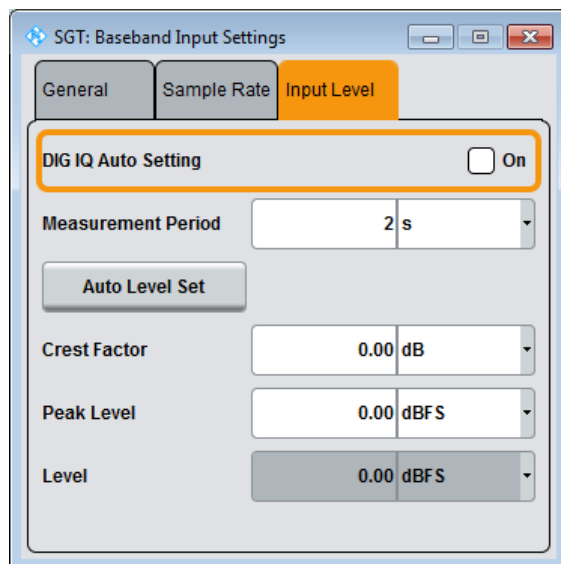 SGT: Baseband Input Settings
General Sample Rate Input Level
DIG IQ Auto Setting On
Measurement Period 2 s
Auto Level Set
Crest Factor 0.00 dB
Peak Level 0.00 dBFS
Level 0.00 dBFS